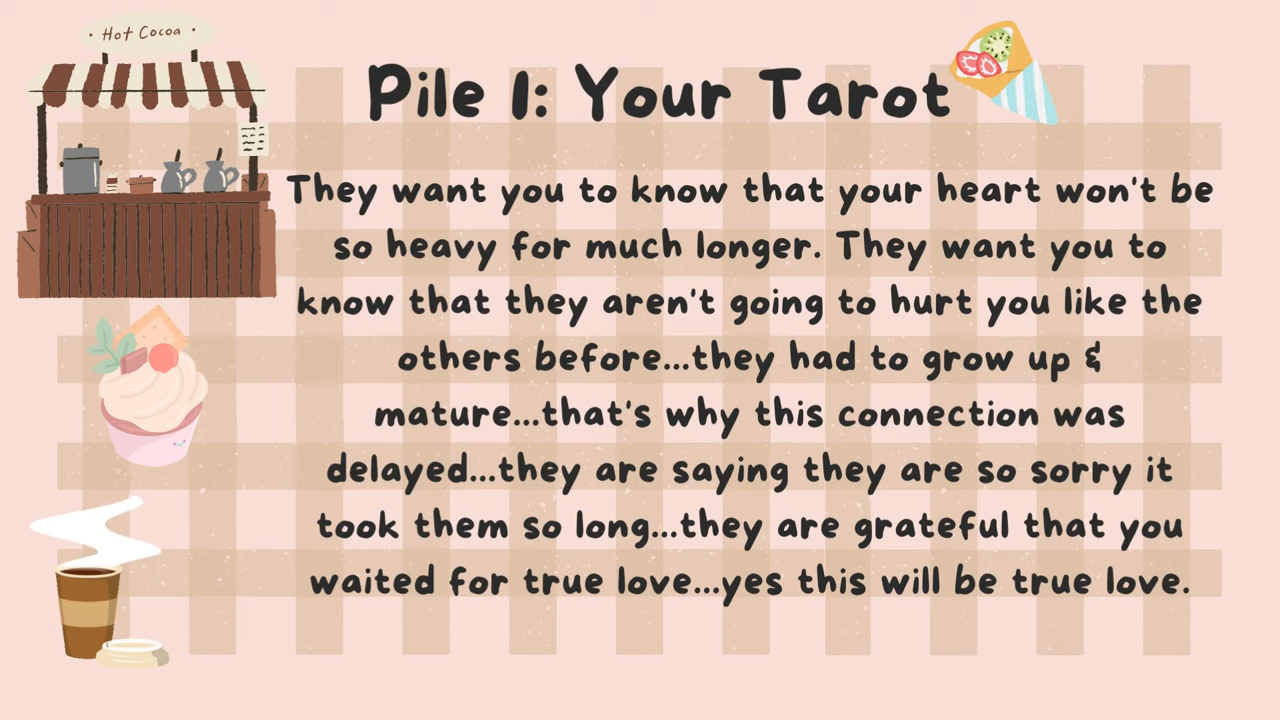 • Hot Cocoa •
Pile 1: Your Tarot
They want you to know that your heart won't be
so heavy for much longer. They want you to
know that they aren't going to hurt you like the
others before...they had to grow up &
mature...that's why this connection was
delayed...they are saying they are so sorry it
took them so long...they are grateful that you
waited for true love...yes this will be true love.